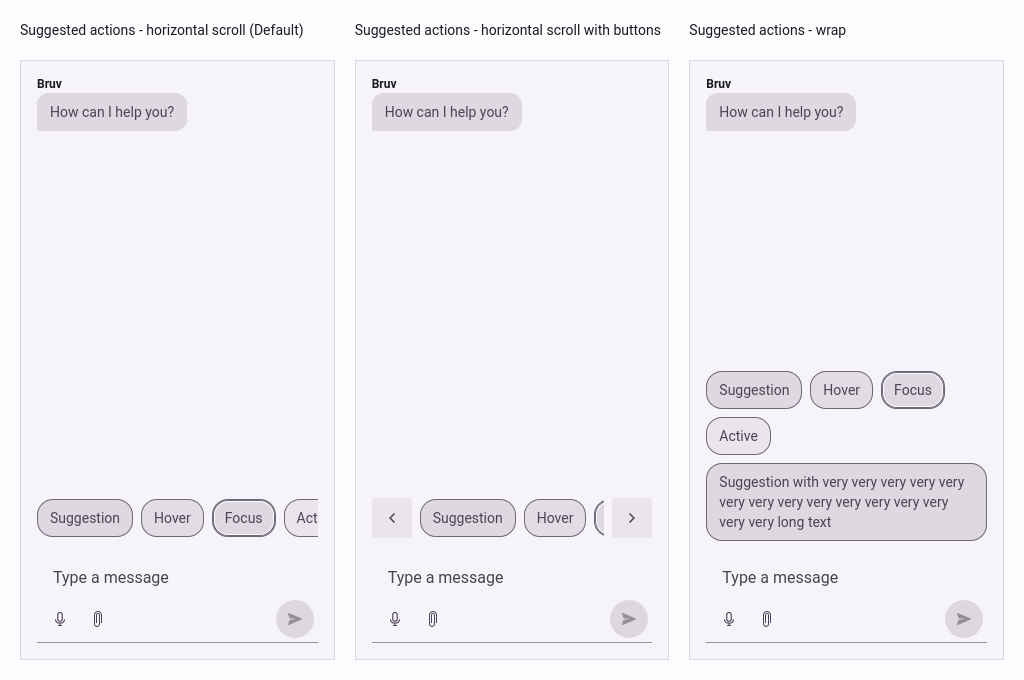 Suggested actions - horizontal scroll (Default)
Bruv
How can I help you?
Suggestion
Hover
Focus
Act
Type a message
Suggested actions - horizontal scroll with buttons
Bruv
How can I help you?
Suggestion
Hover
Type a message
Suggested actions - wrap
Bruv
How can I help you?
Suggestion
Hover
Focus
Active
Suggestion with very very very very very
very very very very very very very very
very very long text
Type a message